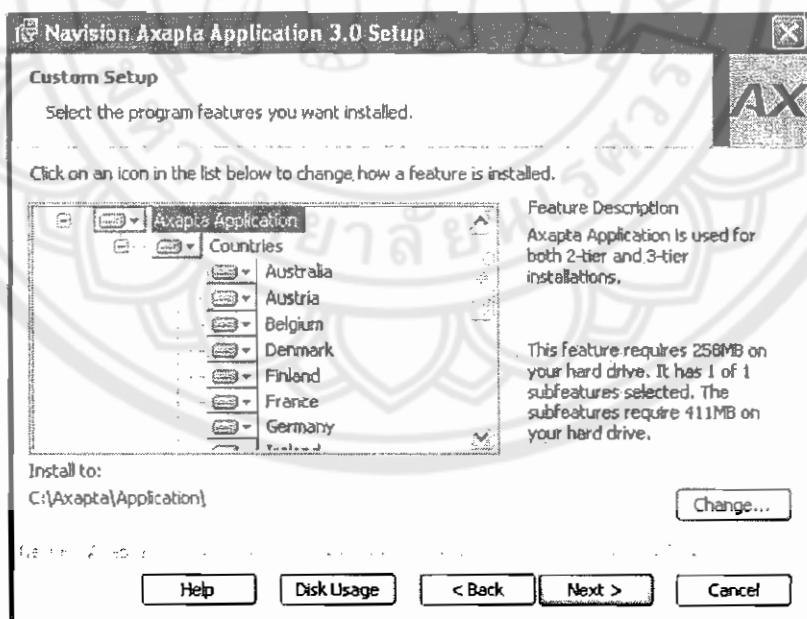 Navision Axapta Application 3.0 Setup
Custom Setup
Select the program features you want installed.
AX
Click on an icon in the list below to change how a feature is installed.
Axapta Application
Countries
Australia
Austria
Belgium
Denmark
Finland
France
Germany
Feature Description
Axapta Application is used for
both 2-tier and 3-tier
installations.
This feature requires 256MB on
your hard drive. It has 1 of 1
subfeatures selected. The
subfeatures require 411MB on
your hard drive.
Install to:
C:\Axapta\Application\
Change...
Help
Disk Usage
< Back
Next >
Cancel